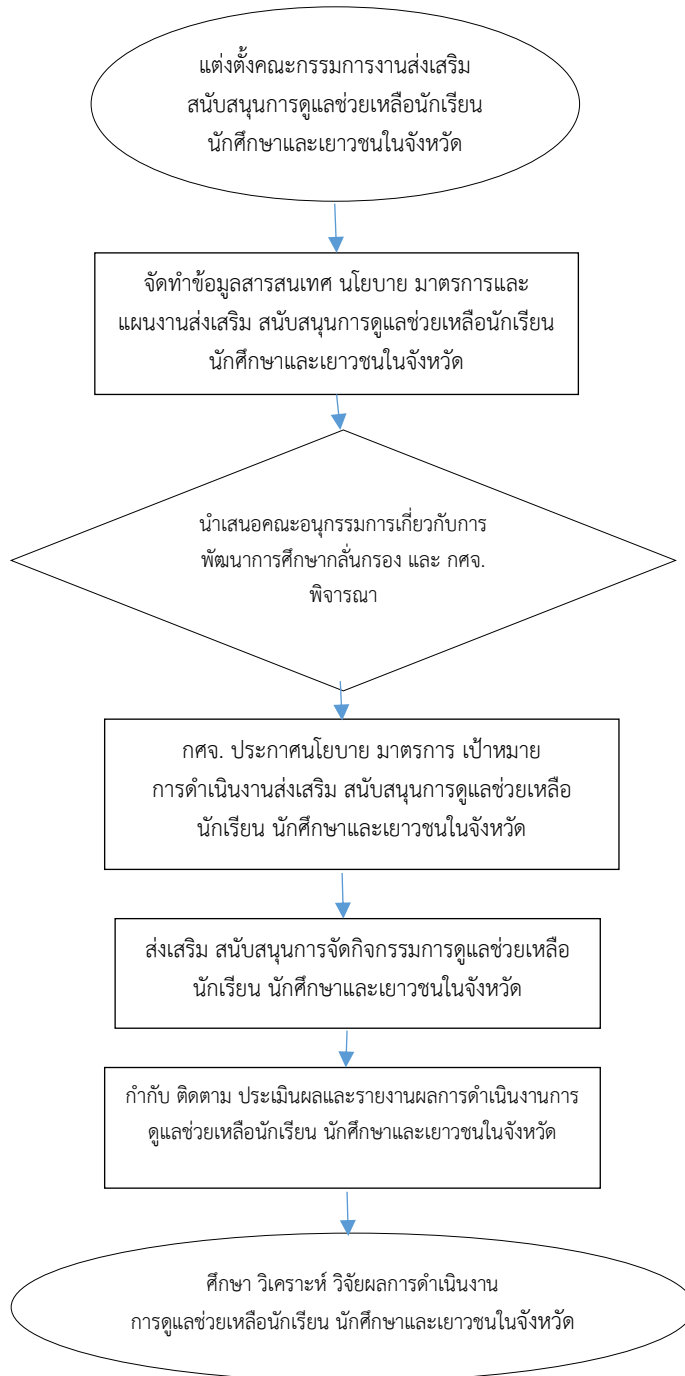 แต่งตั้งคณะกรรมการงานส่งเสริม
สนับสนุนการดูแลช่วยเหลือนักเรียน
นักศึกษาและเยาวชนในจังหวัด
จัดทำข้อมูลสารสนเทศ นโยบาย มาตรการและ
แผนงานส่งเสริม สนับสนุนการดูแลช่วยเหลือนักเรียน
นักศึกษาและเยาวชนในจังหวัด
นำเสนอคณะอนุกรรมการเกี่ยวกับการ
พัฒนาการศึกษากลั่นกรอง และ กศจ.
พิจารณา
กศจ. ประกาศนโยบาย มาตรการ เป้าหมาย
การดำเนินงานส่งเสริม สนับสนุนการดูแลช่วยเหลือ
นักเรียน นักศึกษาและเยาวชนในจังหวัด
ส่งเสริม สนับสนุนการจัดกิจกรรมการดูแลช่วยเหลือ
นักเรียน นักศึกษาและเยาวชนในจังหวัด
กำกับ ติดตาม ประเมินผลและรายงานผลการดำเนินงานการ
ดูแลช่วยเหลือนักเรียน นักศึกษาและเยาวชนในจังหวัด
ศึกษา วิเคราะห์ วิจัยผลการดำเนินงาน
การดูแลช่วยเหลือนักเรียน นักศึกษาและเยาวชนในจังหวัด